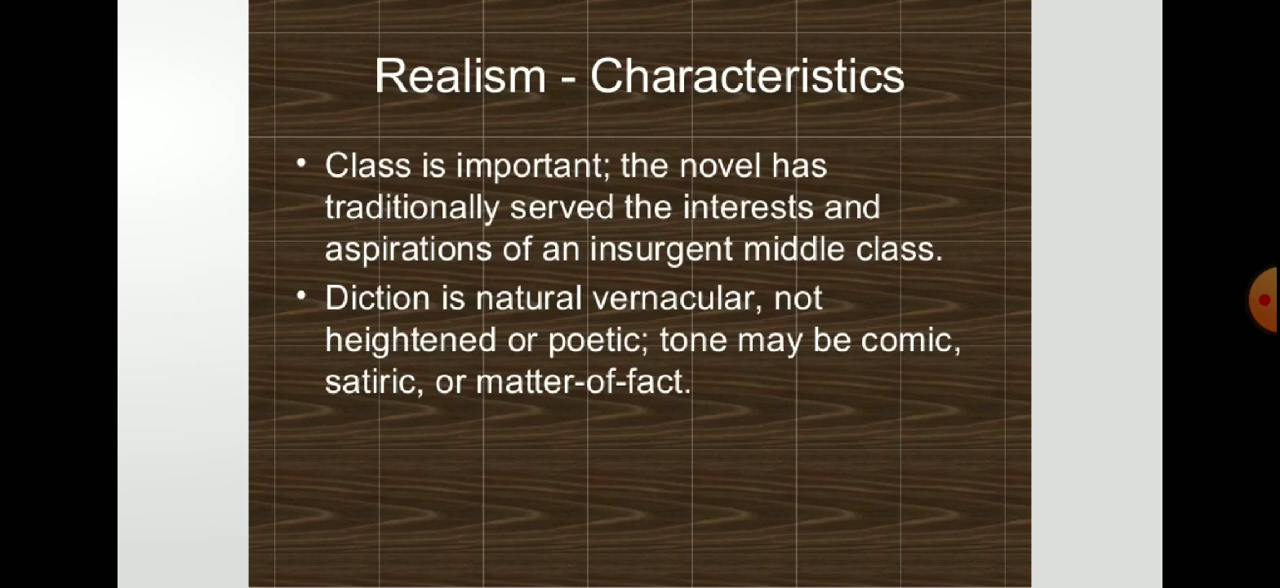 Realism - Characteristics
• Class is important; the novel has
traditionally served the interests and
aspirations of an insurgent middle class.
• Diction is natural vernacular, not
heightened or poetic; tone may be comic,
satiric, or matter-of-fact.